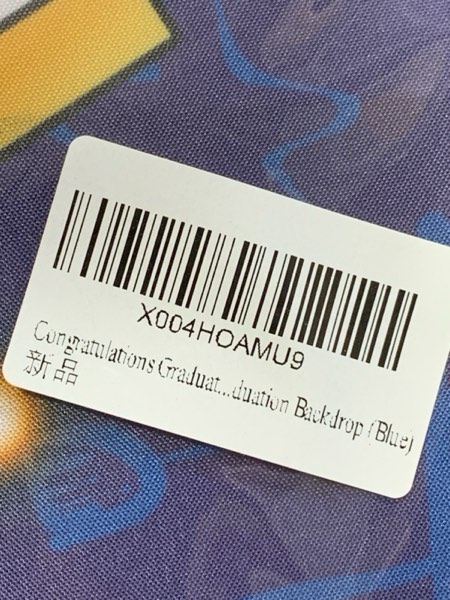 X004HOAMU9
Congratulations Graduat...duation Backdrop (Blue)
新品